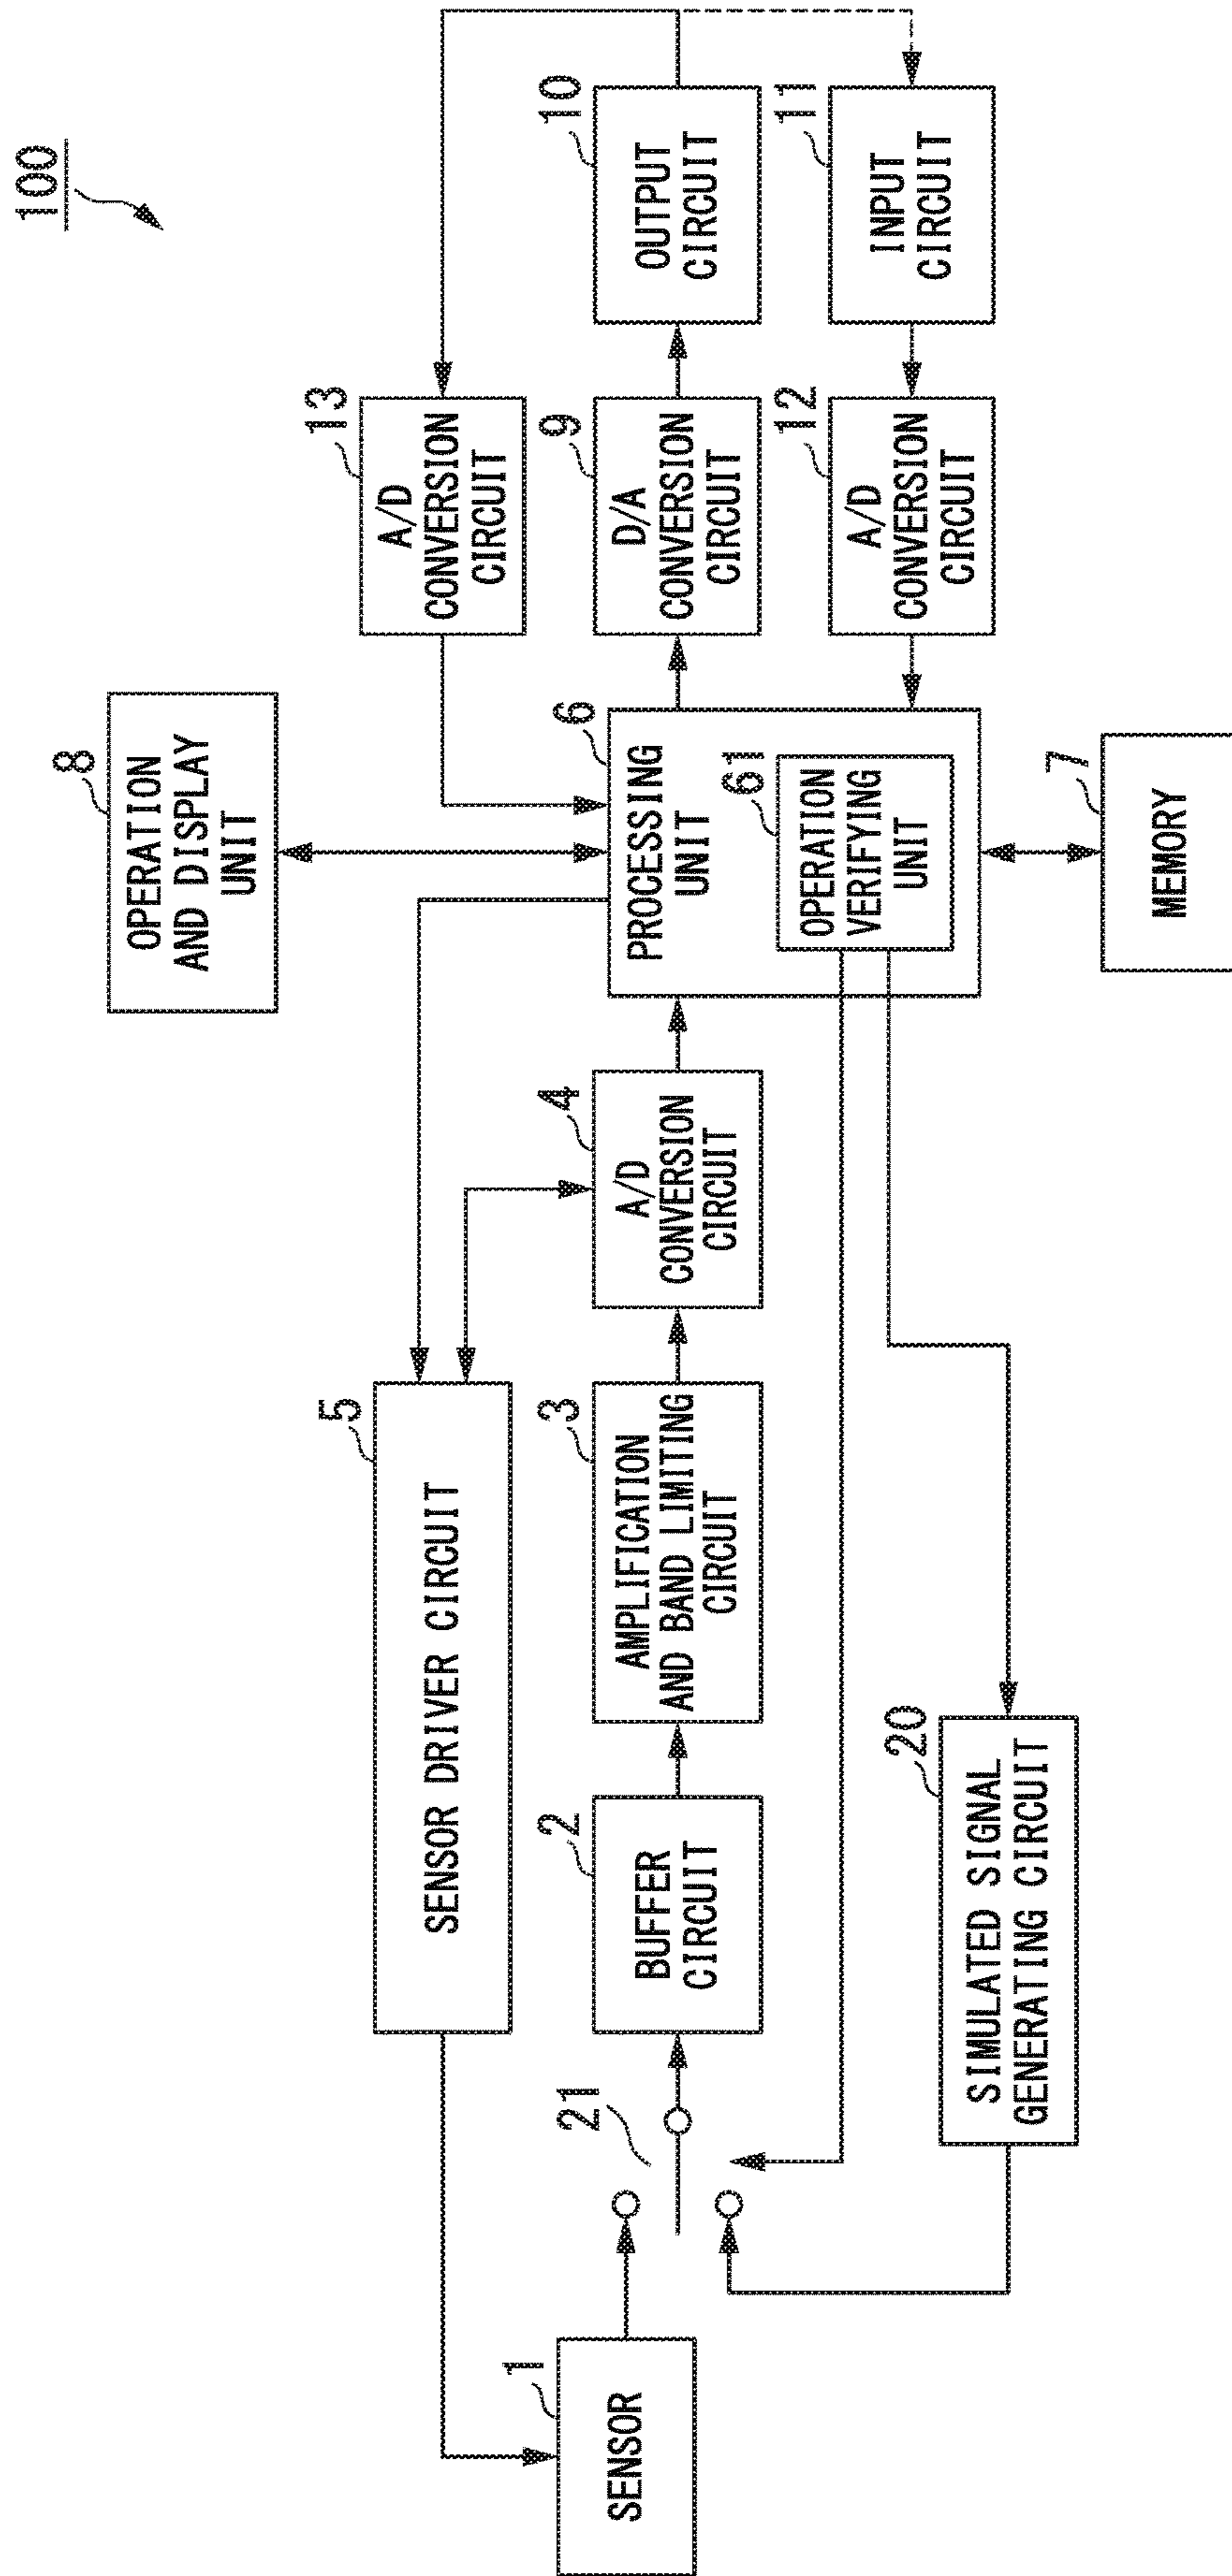 100
8
OPERATION
AND DISPLAY
UNIT
5
SENSOR DRIVER CIRCUIT
13
A/D
CONVERSION
CIRCUIT
1
SENSOR
21
2
BUFFER
CIRCUIT
3
AMPLIFICATION
AND BAND LIMITING
CIRCUIT
4
A/D
CONVERSION
CIRCUIT
6
PROCESSING
UNIT
61
OPERATION
VERIFYING
UNIT
9
D/A
CONVERSION
CIRCUIT
10
OUTPUT
CIRCUIT
12
A/D
CONVERSION
CIRCUIT
11
INPUT
CIRCUIT
20
SIMULATED SIGNAL
GENERATING CIRCUIT
7
MEMORY